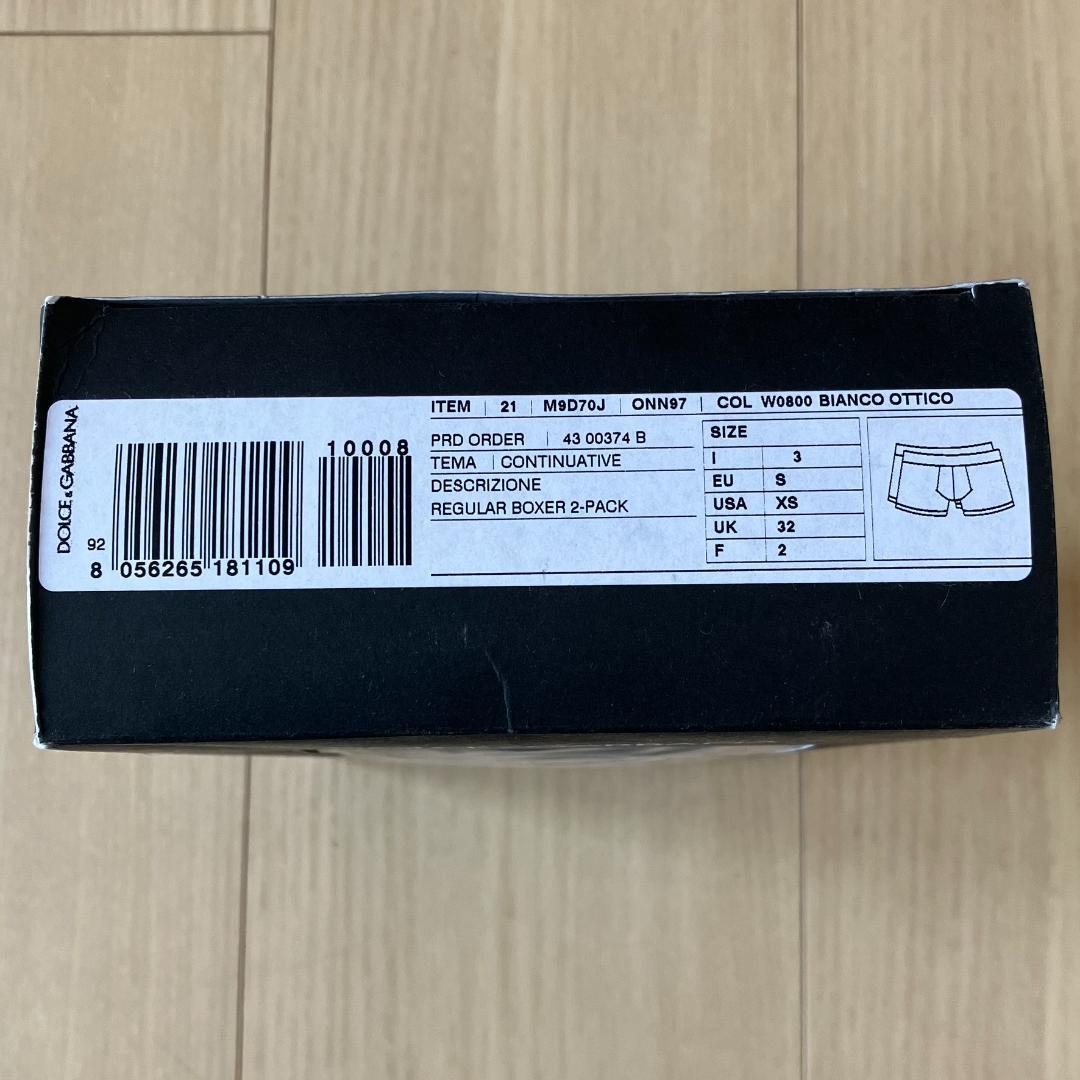 DOLCE & GABBANA
92
8 056265 181109
10008
ITEM 21 M9D70J ONN97 COL W0800 BIANCO OTTICO
PRD ORDER 43 00374 B
TEMA CONTINUATIVE
DESCRIZIONE
REGULAR BOXER 2-PACK
SIZE
I 3
EU S
USA XS
UK 32
F 2